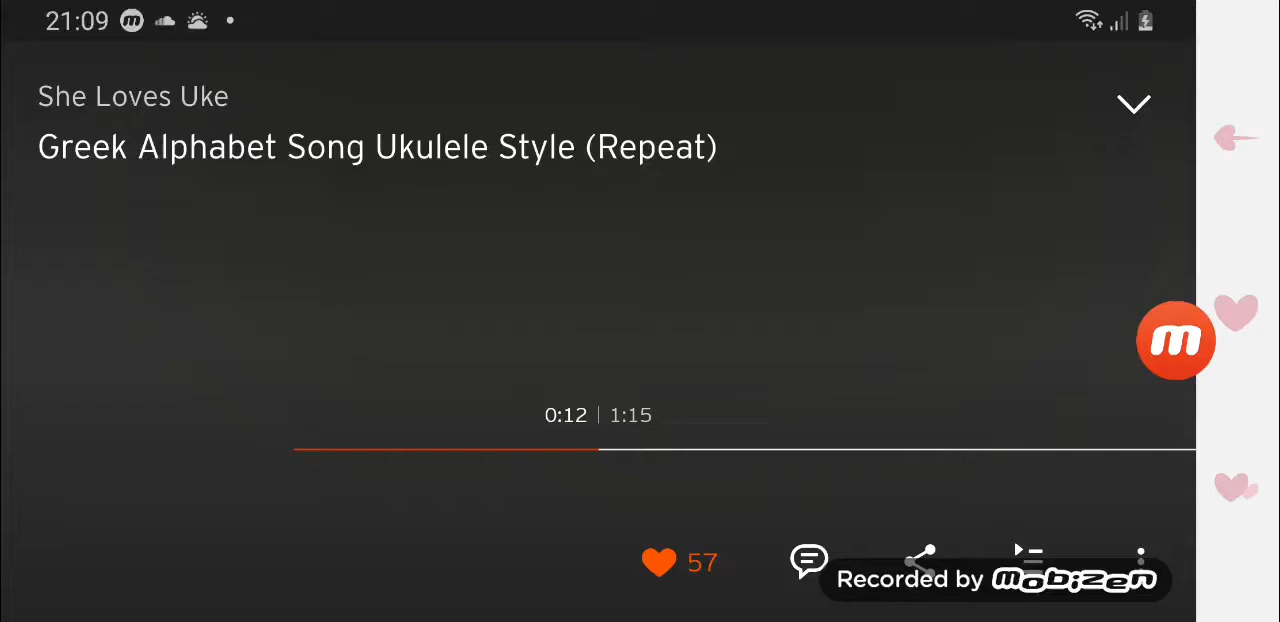 21:09
She Loves Uke
Greek Alphabet Song Ukulele Style (Repeat)
m
0:12 | 1:15
57
Recorded by Mobizen